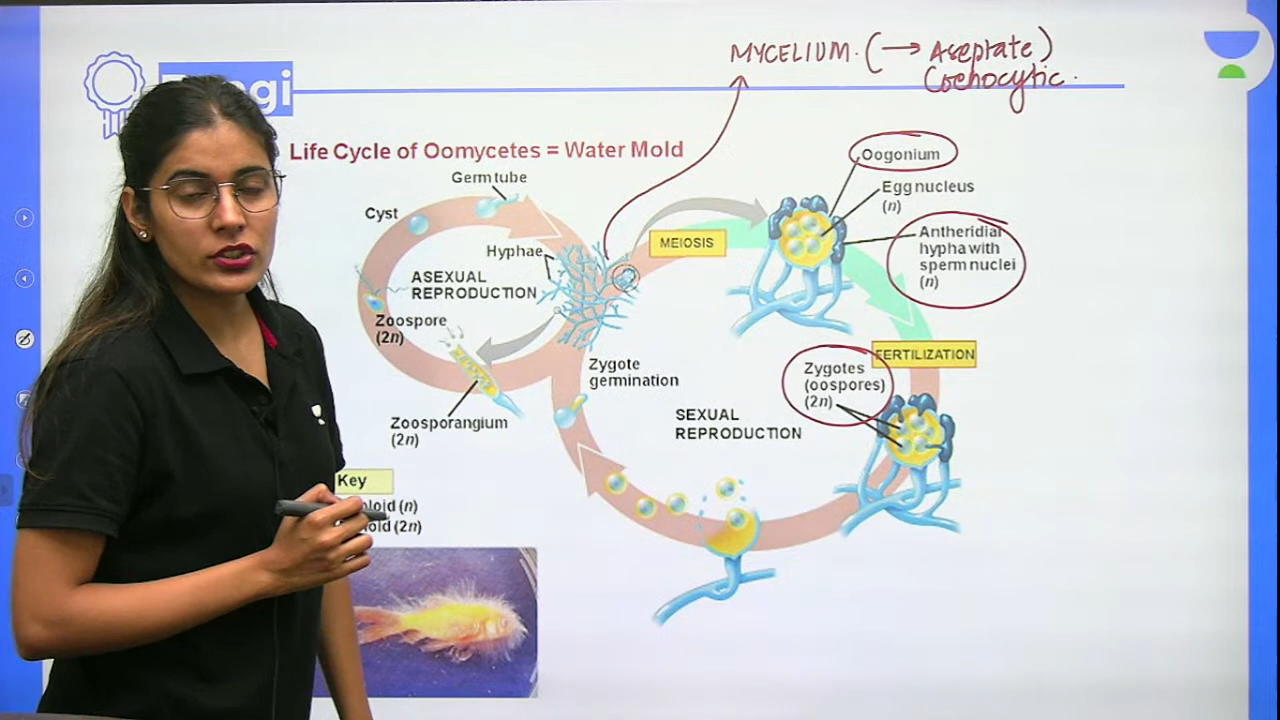 MYCELIUM. (→ Aseptate)
Coenocytic.
Life Cycle of Oomycetes = Water Mold
Germ tube
Cyst
Hyphae
ASEXUAL
REPRODUCTION
Zoospore
(2n)
Zoosporangium
(2n)
Zygote
germination
MEIOSIS
Oogonium
Egg nucleus
(n)
Antheridial
hypha with
sperm nuclei
(n)
FERTILIZATION
Zygotes
(oospores)
(2n)
SEXUAL
REPRODUCTION
Key
(n)
(2n)